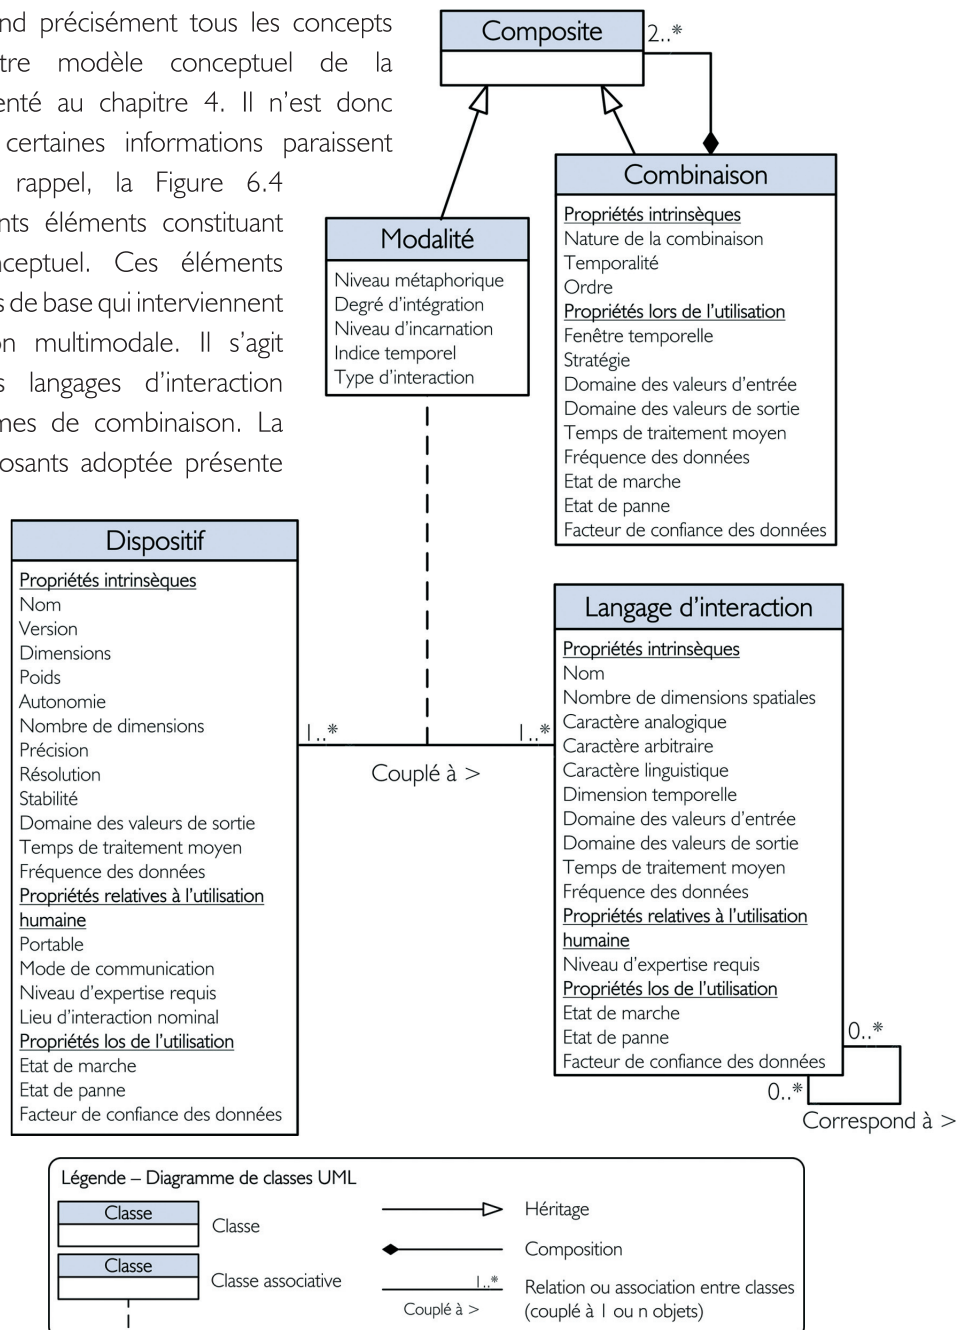 nd précisément tous les concepts
tre modèle conceptuel de la
enté au chapitre 4. Il n'est donc
certaines informations paraissent
rappel, la Figure 6.4
nts éléments constituant
nceptuel. Ces éléments
s de base qui interviennent
on multimodale. Il s'agit
s langages d'interaction
mes de combinaison. La
posants adoptée présente
Composite
2..*
Combinaison
Propriétés intrinsèques
Nature de la combinaison
Temporalité
Ordre
Propriétés lors de l'utilisation
Fenêtre temporelle
Stratégie
Domaine des valeurs d'entrée
Domaine des valeurs de sortie
Temps de traitement moyen
Fréquence des données
Etat de marche
Etat de panne
Facteur de confiance des données
Modalité
Niveau métaphorique
Degré d'intégration
Niveau d'incarnation
Indice temporel
Type d'interaction
Dispositif
Propriétés intrinsèques
Nom
Version
Dimensions
Poids
Autonomie
Nombre de dimensions
Précision
Résolution
Stabilité
Domaine des valeurs de sortie
Temps de traitement moyen
Fréquence des données
Propriétés relatives à l'utilisation
humaine
Portable
Mode de communication
Niveau d'expertise requis
Lieu d'interaction nominal
Propriétés los de l'utilisation
Etat de marche
Etat de panne
Facteur de confiance des données
1..*
1..*
Couplé à >
Langage d'interaction
Propriétés intrinsèques
Nom
Nombre de dimensions spatiales
Caractère analogique
Caractère arbitraire
Caractère linguistique
Dimension temporelle
Domaine des valeurs d'entrée
Domaine des valeurs de sortie
Temps de traitement moyen
Fréquence des données
Propriétés relatives à l'utilisation
humaine
Niveau d'expertise requis
Propriétés los de l'utilisation
Etat de marche
Etat de panne
Facteur de confiance des données
0..*
0..*
Correspond à >
Légende – Diagramme de classes UML
Classe
Classe
Classe
Classe associative
Héritage
Composition
1..*
Couplé à >
Relation ou association entre classes
(couplé à 1 ou n objets)